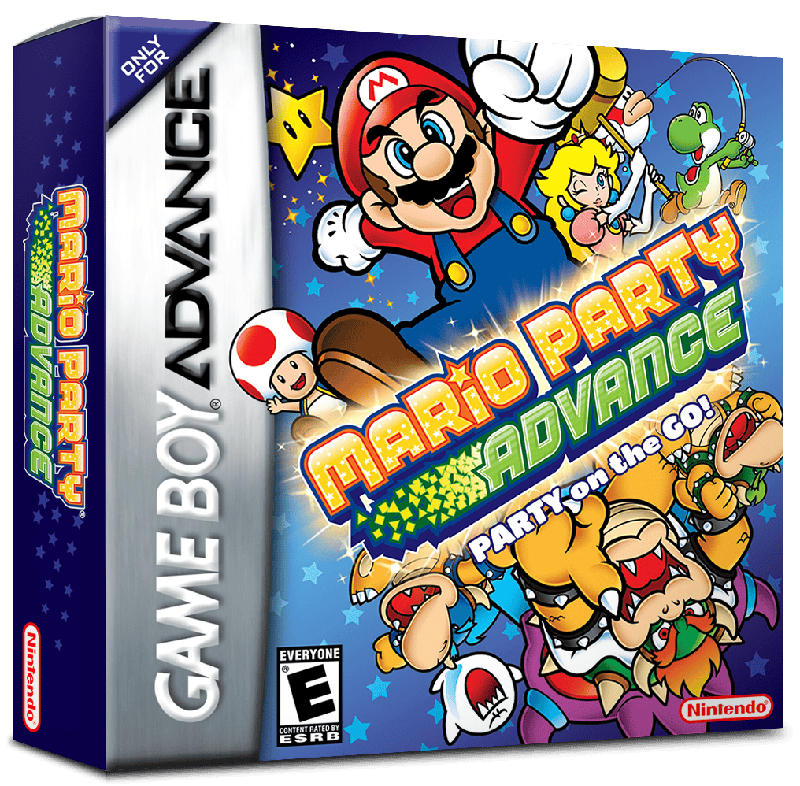 MARIO PARTY
ADVANCE
Nintendo
ONLY
FOR
GAME BOY ADVANCE
M
MARIO PARTY
ADVANCE
PARTY on the GO!
EVERYONE
E
CONTENT RATED BY
ESRB
Nintendo